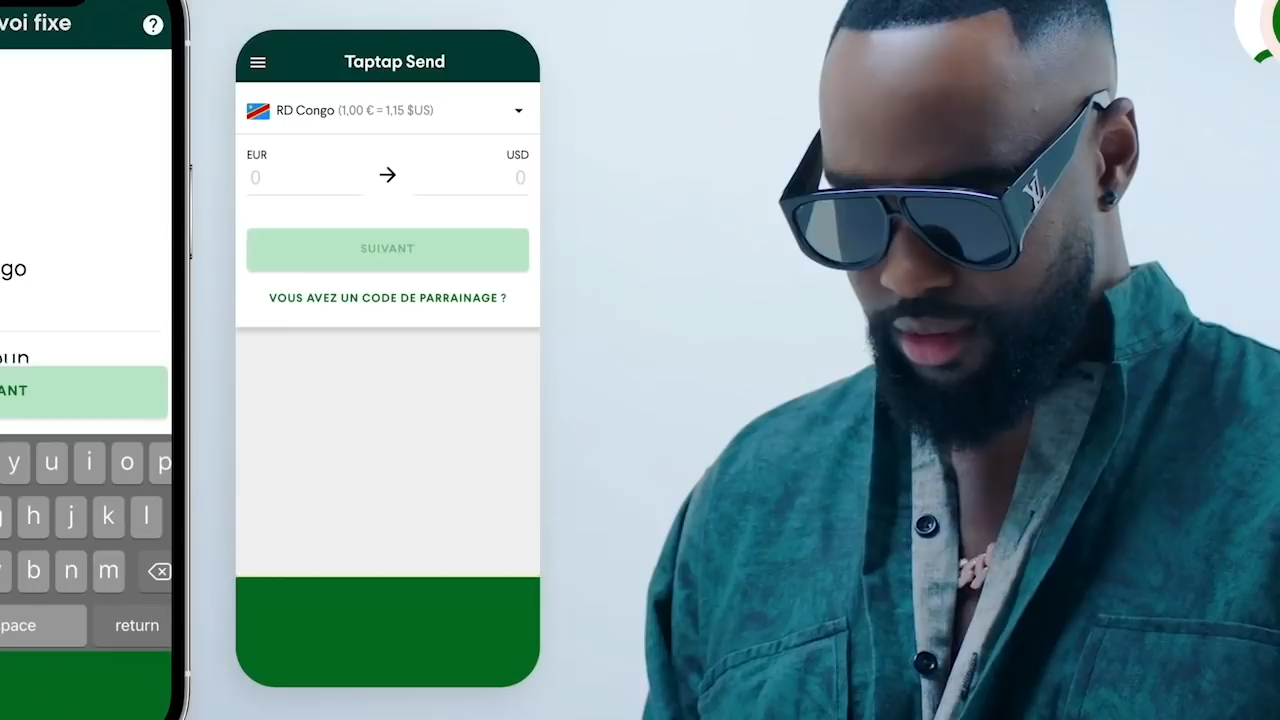 voi fixe
?
go
oun
ANT
y u i o p
h j k l
b n m
pace return
Taptap Send
RD Congo (1,00 € = 1,15 $US)
EUR USD
0 0
SUIVANT
VOUS AVEZ UN CODE DE PARRAINAGE ?